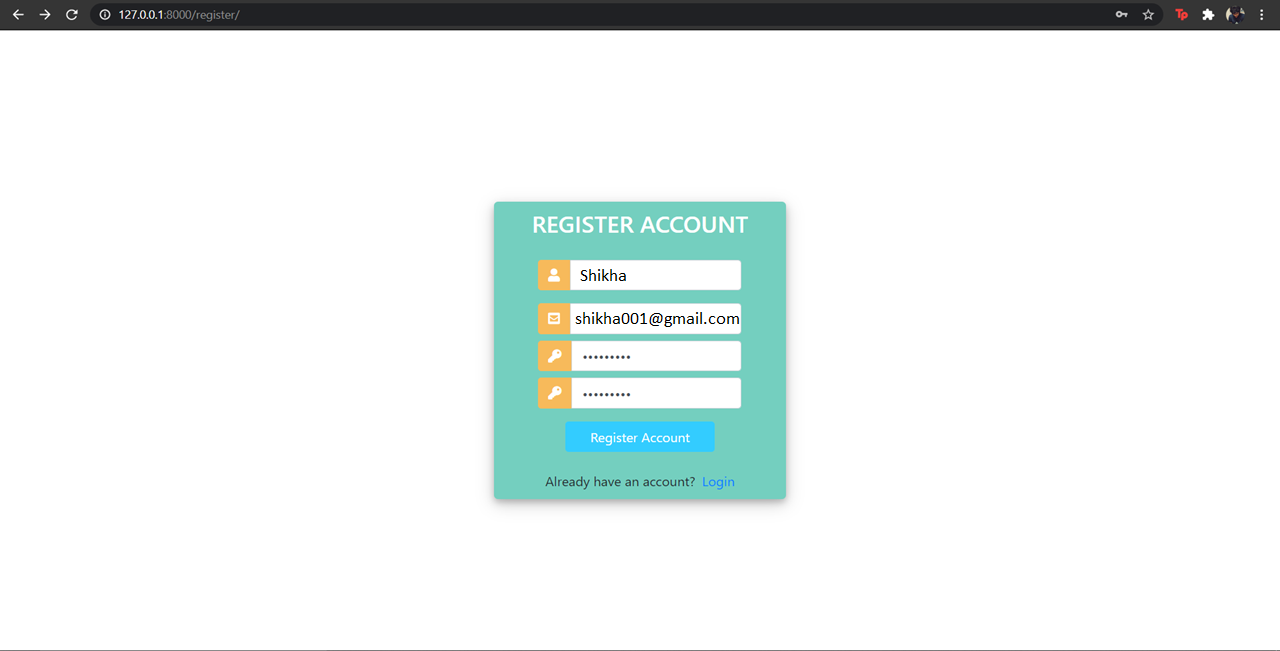 127.0.0.1:8000/register/
Tp
REGISTER ACCOUNT
Shikha
shikha001@gmail.com
•••••••••
•••••••••
Register Account
Already have an account? Login